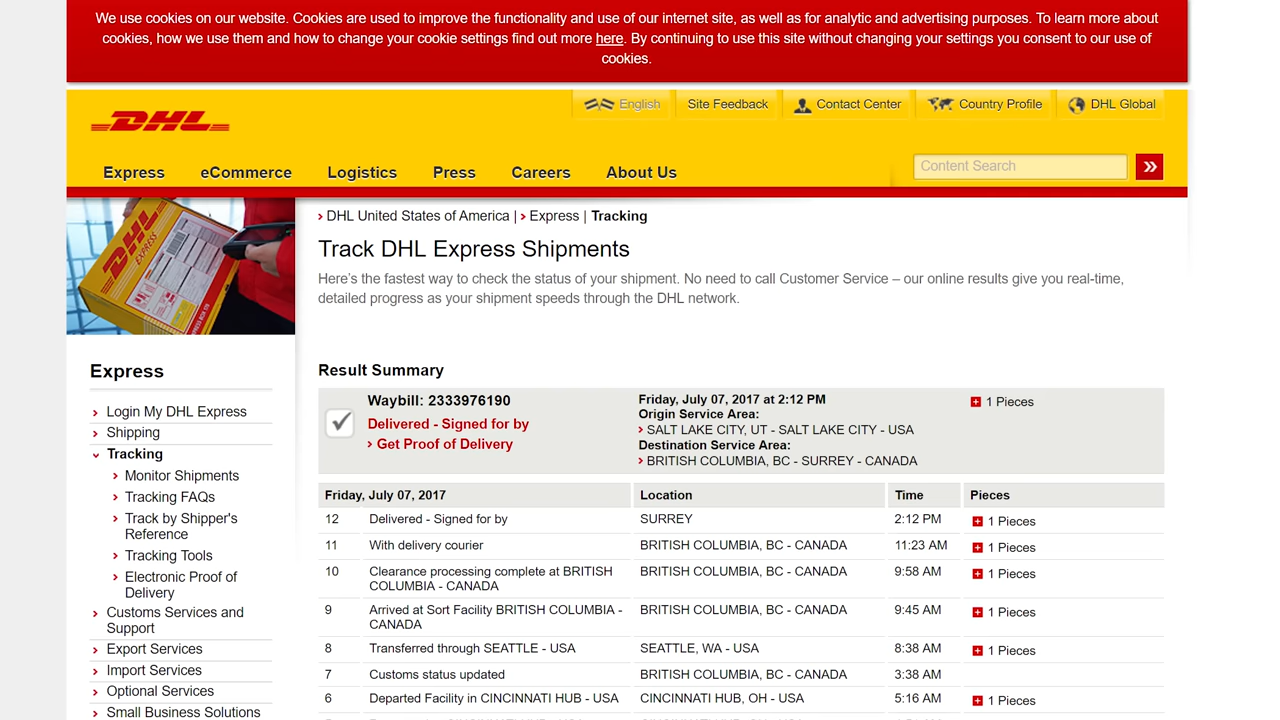 We use cookies on our website. Cookies are used to improve the functionality and use of our internet site, as well as for analytic and advertising purposes. To learn more about
cookies, how we use them and how to change your cookie settings find out more here. By continuing to use this site without changing your settings you consent to our use of
cookies.
English Site Feedback Contact Center Country Profile DHL Global
DHL
Express eCommerce Logistics Press Careers About Us
Content Search
DHL EXPRESS
DHL United States of America | Express | Tracking
Track DHL Express Shipments
Here's the fastest way to check the status of your shipment. No need to call Customer Service – our online results give you real-time,
detailed progress as your shipment speeds through the DHL network.
Express
Login My DHL Express
Shipping
Tracking
Monitor Shipments
Tracking FAQs
Track by Shipper's
Reference
Tracking Tools
Electronic Proof of
Delivery
Customs Services and
Support
Export Services
Import Services
Optional Services
Small Business Solutions
Result Summary
Waybill: 2333976190
Delivered - Signed for by
Get Proof of Delivery
Friday, July 07, 2017 at 2:12 PM
Origin Service Area:
SALT LAKE CITY, UT - SALT LAKE CITY - USA
Destination Service Area:
BRITISH COLUMBIA, BC - SURREY - CANADA
1 Pieces
Friday, July 07, 2017 Location Time Pieces
12 Delivered - Signed for by SURREY 2:12 PM 1 Pieces
11 With delivery courier BRITISH COLUMBIA, BC - CANADA 11:23 AM 1 Pieces
10 Clearance processing complete at BRITISH BRITISH COLUMBIA, BC - CANADA 9:58 AM 1 Pieces
COLUMBIA - CANADA
9 Arrived at Sort Facility BRITISH COLUMBIA - BRITISH COLUMBIA, BC - CANADA 9:45 AM 1 Pieces
CANADA
8 Transferred through SEATTLE - USA SEATTLE, WA - USA 8:38 AM 1 Pieces
7 Customs status updated BRITISH COLUMBIA, BC - CANADA 3:38 AM
6 Departed Facility in CINCINNATI HUB - USA CINCINNATI HUB, OH - USA 5:16 AM 1 Pieces